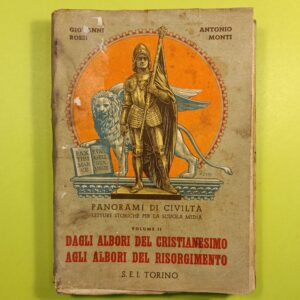 GIOVANNI ROSSI
ANTONIO MONTI
PANORAMI DI CIVILTÀ
LETTURE STORICHE PER LA SCUOLA MEDIA
VOLUME II
DAGLI ALBORI DEL CRISTIANESIMO
AGLI ALBORI DEL RISORGIMENTO
S. E. I. TORINO